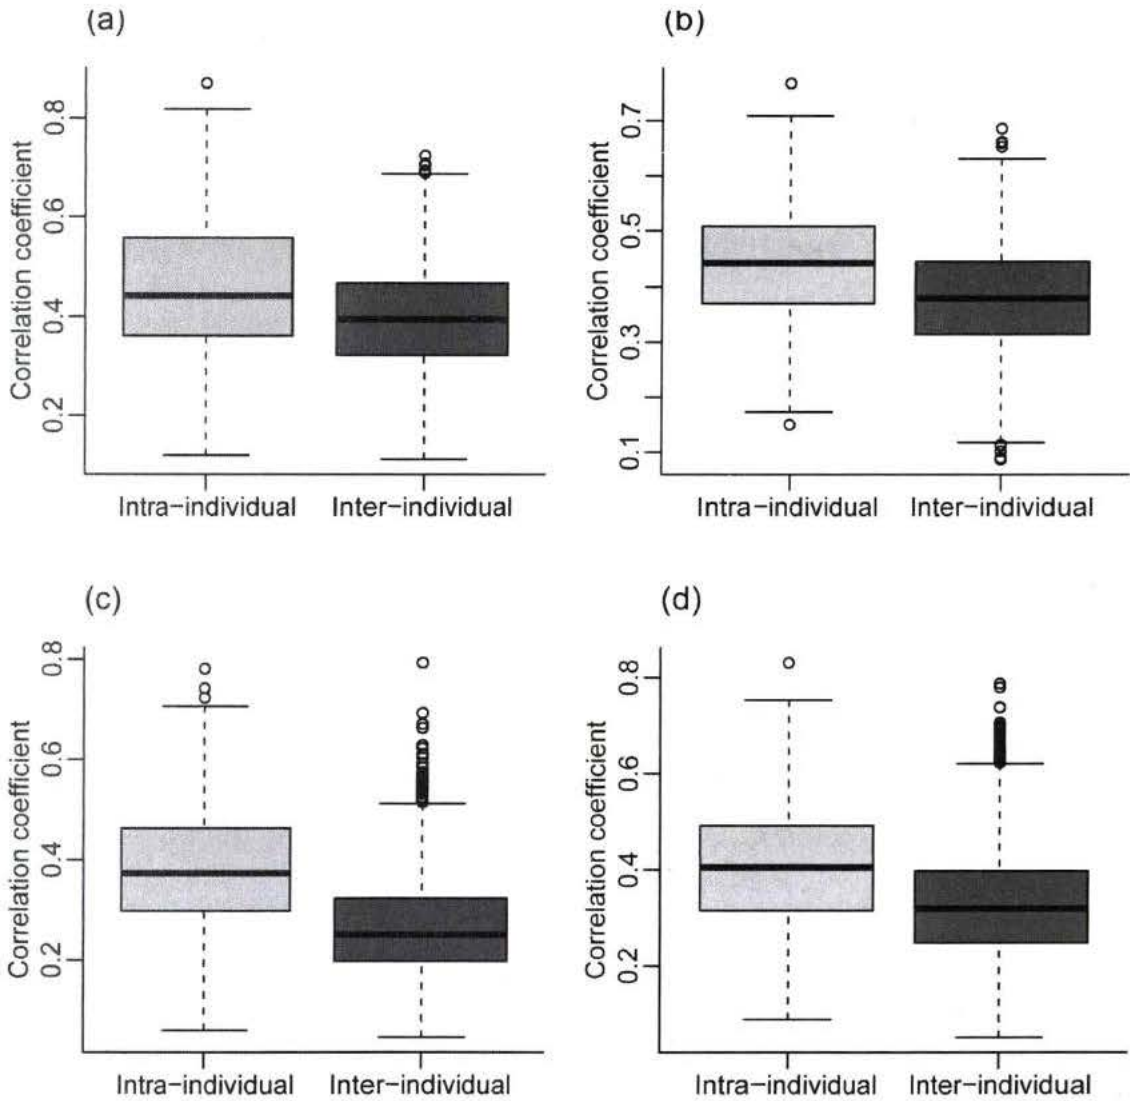 (a)
Correlation coefficient
0.8
0.6
0.4
0.2
Intra-individual Inter-individual
(b)
Correlation coefficient
0.7
0.5
0.3
0.1
Intra-individual Inter-individual
(c)
Correlation coefficient
0.8
0.6
0.4
0.2
Intra-individual Inter-individual
(d)
Correlation coefficient
0.8
0.6
0.4
0.2
Intra-individual Inter-individual